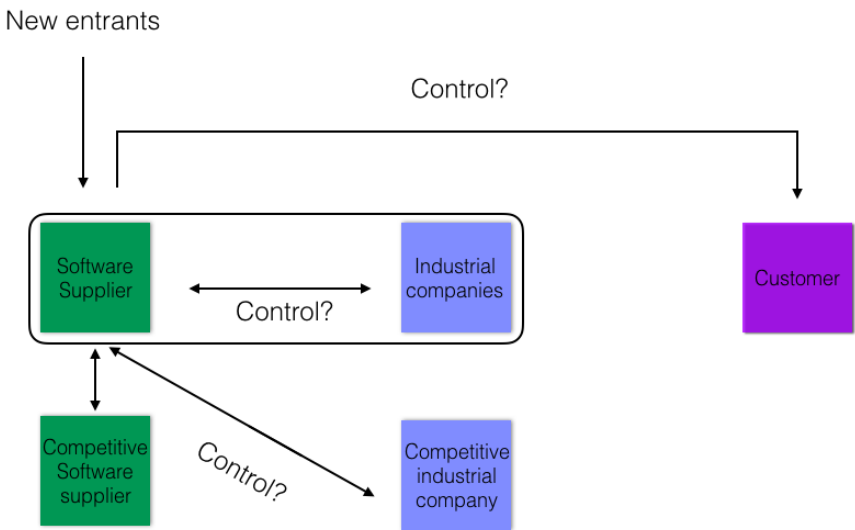 New entrants
Control?
Software
Supplier
Control?
Industrial
companies
Customer
Competitive
Software
supplier
Control?
Competitive
industrial
company